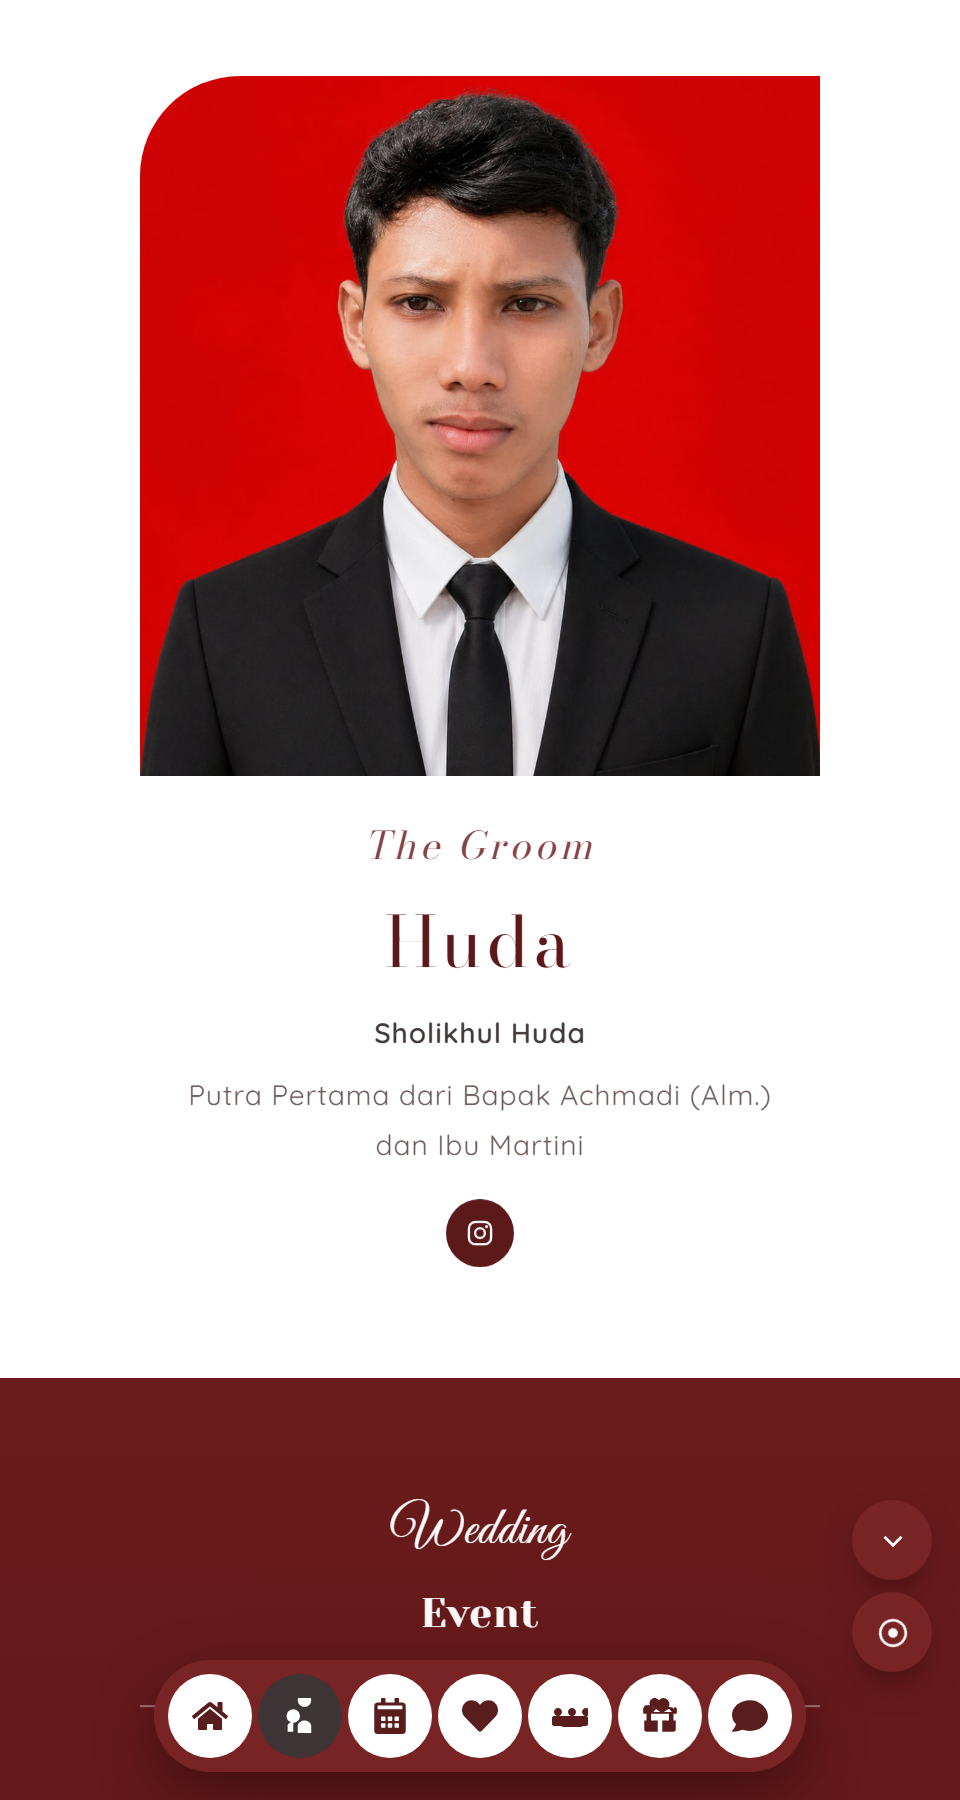 The Groom
Huda
Sholikhul Huda
Putra Pertama dari Bapak Achmadi (Alm.)
dan Ibu Martini
Wedding
Event